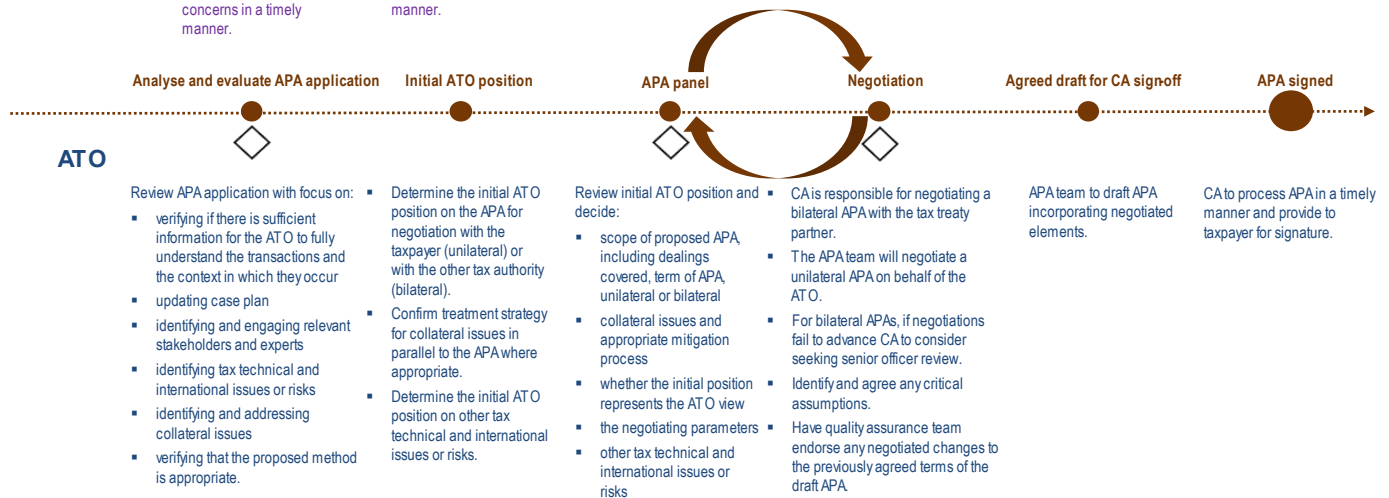 concerns in a timely
manner.
manner.
Analyse and evaluate APA application
Initial ATO position
APA panel
Negotiation
Agreed draft for CA sign-off
APA signed
ATO
Review APA application with focus on:
▪ verifying if there is sufficient
information for the ATO to fully
understand the transactions and
the context in which they occur
▪ updating case plan
▪ identifying and engaging relevant
stakeholders and experts
▪ identifying tax technical and
international issues or risks
▪ identifying and addressing
collateral issues
▪ verifying that the proposed method
is appropriate.
▪ Determine the initial ATO
position on the APA for
negotiation with the
taxpayer (unilateral) or
with the other tax authority
(bilateral).
▪ Confirm treatment strategy
for collateral issues in
parallel to the APA where
appropriate.
▪ Determine the initial ATO
position on other tax
technical and international
issues or risks.
Review initial ATO position and
decide:
▪ scope of proposed APA,
including dealings
covered, term of APA,
unilateral or bilateral
▪ collateral issues and
appropriate mitigation
process
▪ whether the initial position
represents the ATO view
▪ the negotiating parameters
▪ other tax technical and
international issues or
risks
▪ CA is responsible for negotiating a
bilateral APA with the tax treaty
partner.
▪ The APA team will negotiate a
unilateral APA on behalf of the
ATO.
▪ For bilateral APAs, if negotiations
fail to advance CA to consider
seeking senior officer review.
▪ Identify and agree any critical
assumptions.
▪ Have quality assurance team
endorse any negotiated changes to
the previously agreed terms of the
draft APA.
APA team to draft APA
incorporating negotiated
elements.
CA to process APA in a timely
manner and provide to
taxpayer for signature.